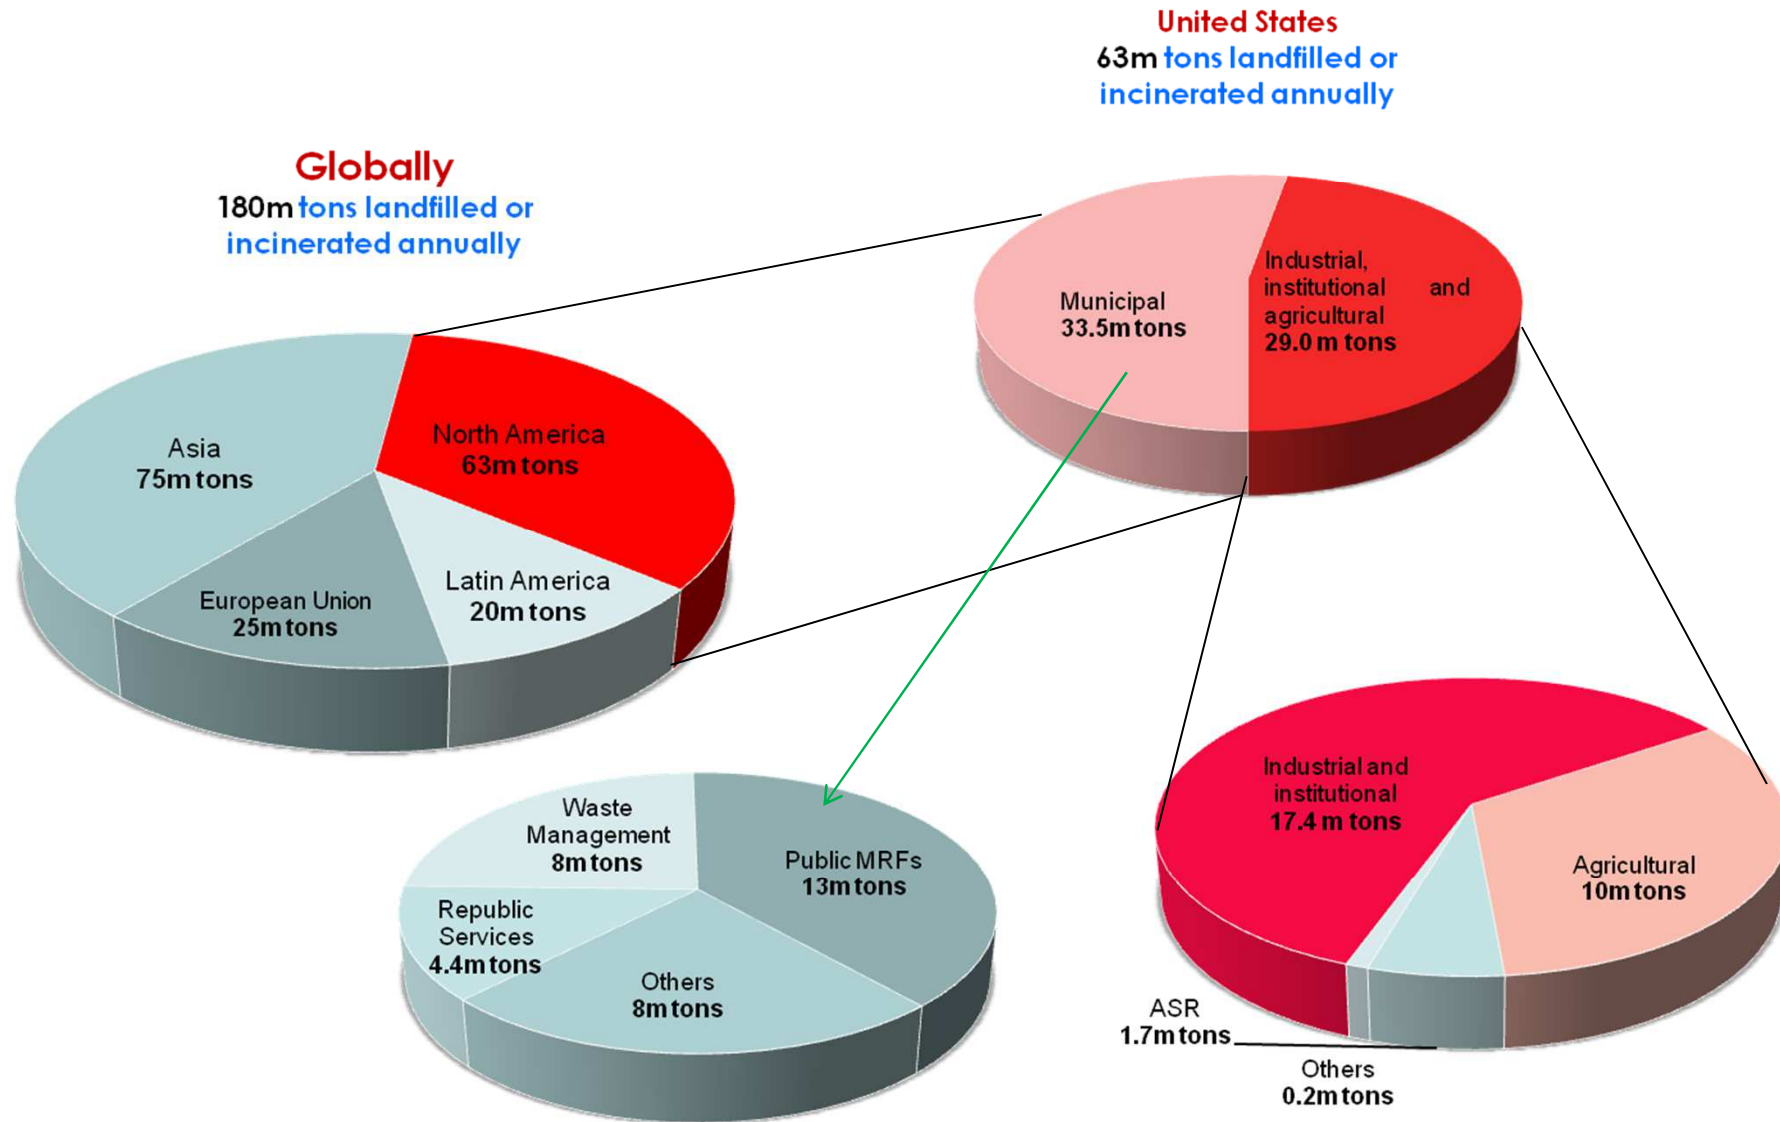 United States
63m tons landfilled or
incinerated annually
Globally
180m tons landfilled or
incinerated annually
Municipal
33.5m tons
Industrial,
institutional and
agricultural
29.0 m tons
Asia
75m tons
North America
63m tons
European Union
25m tons
Latin America
20m tons
Waste
Management
8m tons
Public MRFs
13m tons
Republic
Services
4.4m tons
Others
8m tons
Industrial and
institutional
17.4 m tons
Agricultural
10m tons
ASR
1.7m tons
Others
0.2m tons